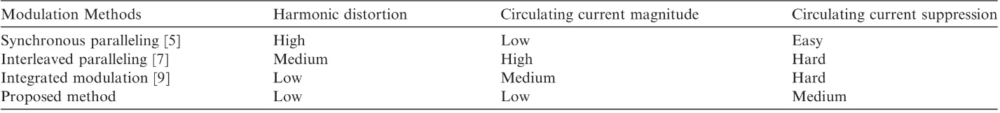 Modulation Methods Harmonic distortion Circulating current magnitude Circulating current suppression
Synchronous paralleling [5] High Low Easy
Interleaved paralleling [7] Medium High Hard
Integrated modulation [9] Low Medium Hard
Proposed method Low Low Medium